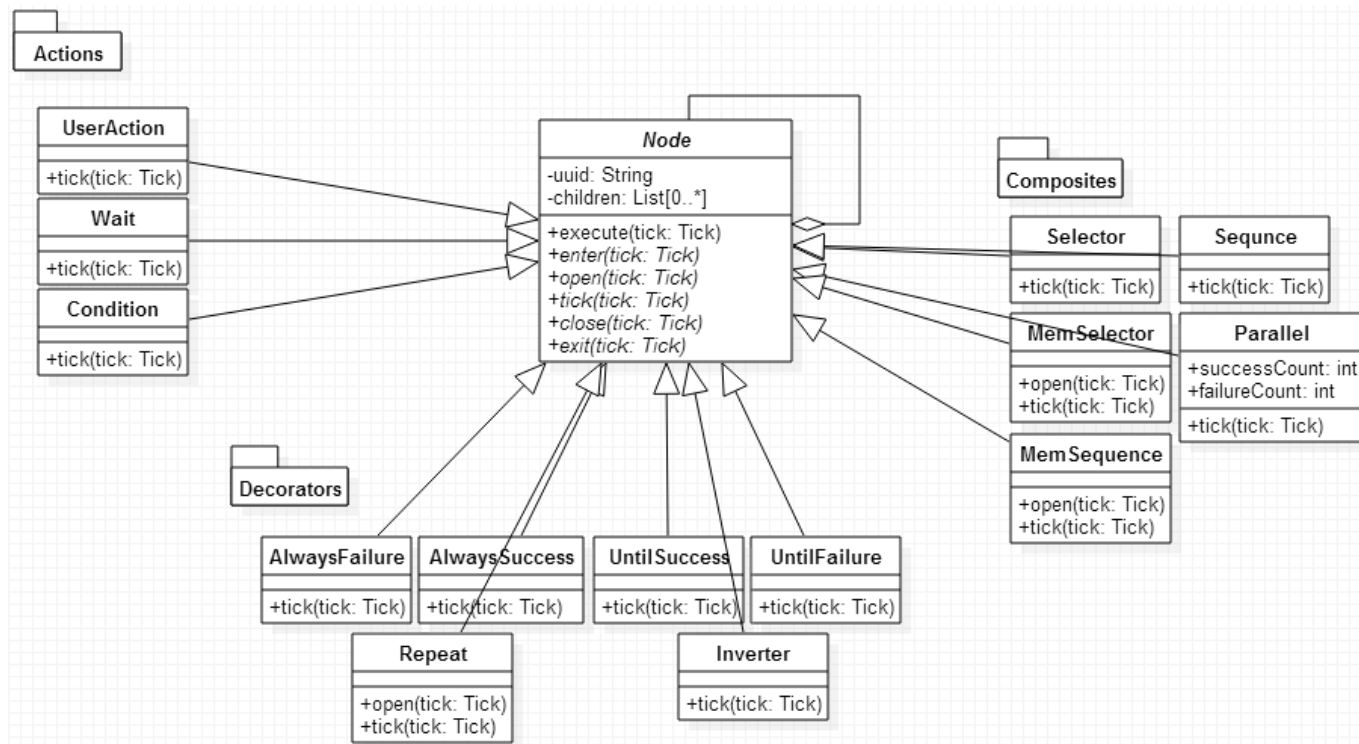 Actions
UserAction
+tick(tick: Tick)
Wait
+tick(tick: Tick)
Condition
+tick(tick: Tick)
Node
-uuid: String
-children: List[0..*]
+execute(tick: Tick)
+enter(tick: Tick)
+open(tick: Tick)
+tick(tick: Tick)
+close(tick: Tick)
+exit(tick: Tick)
Composites
Selector
+tick(tick: Tick)
Sequnce
+tick(tick: Tick)
MemSelector
+open(tick: Tick)
+tick(tick: Tick)
Parallel
+successCount: int
+failureCount: int
+tick(tick: Tick)
MemSequence
+open(tick: Tick)
+tick(tick: Tick)
Decorators
AlwaysFailure
+tick(tick: Tick)
AlwaysSuccess
+tick(tick: Tick)
UntilSuccess
+tick(tick: Tick)
UntilFailure
+tick(tick: Tick)
Repeat
+open(tick: Tick)
+tick(tick: Tick)
Inverter
+tick(tick: Tick)